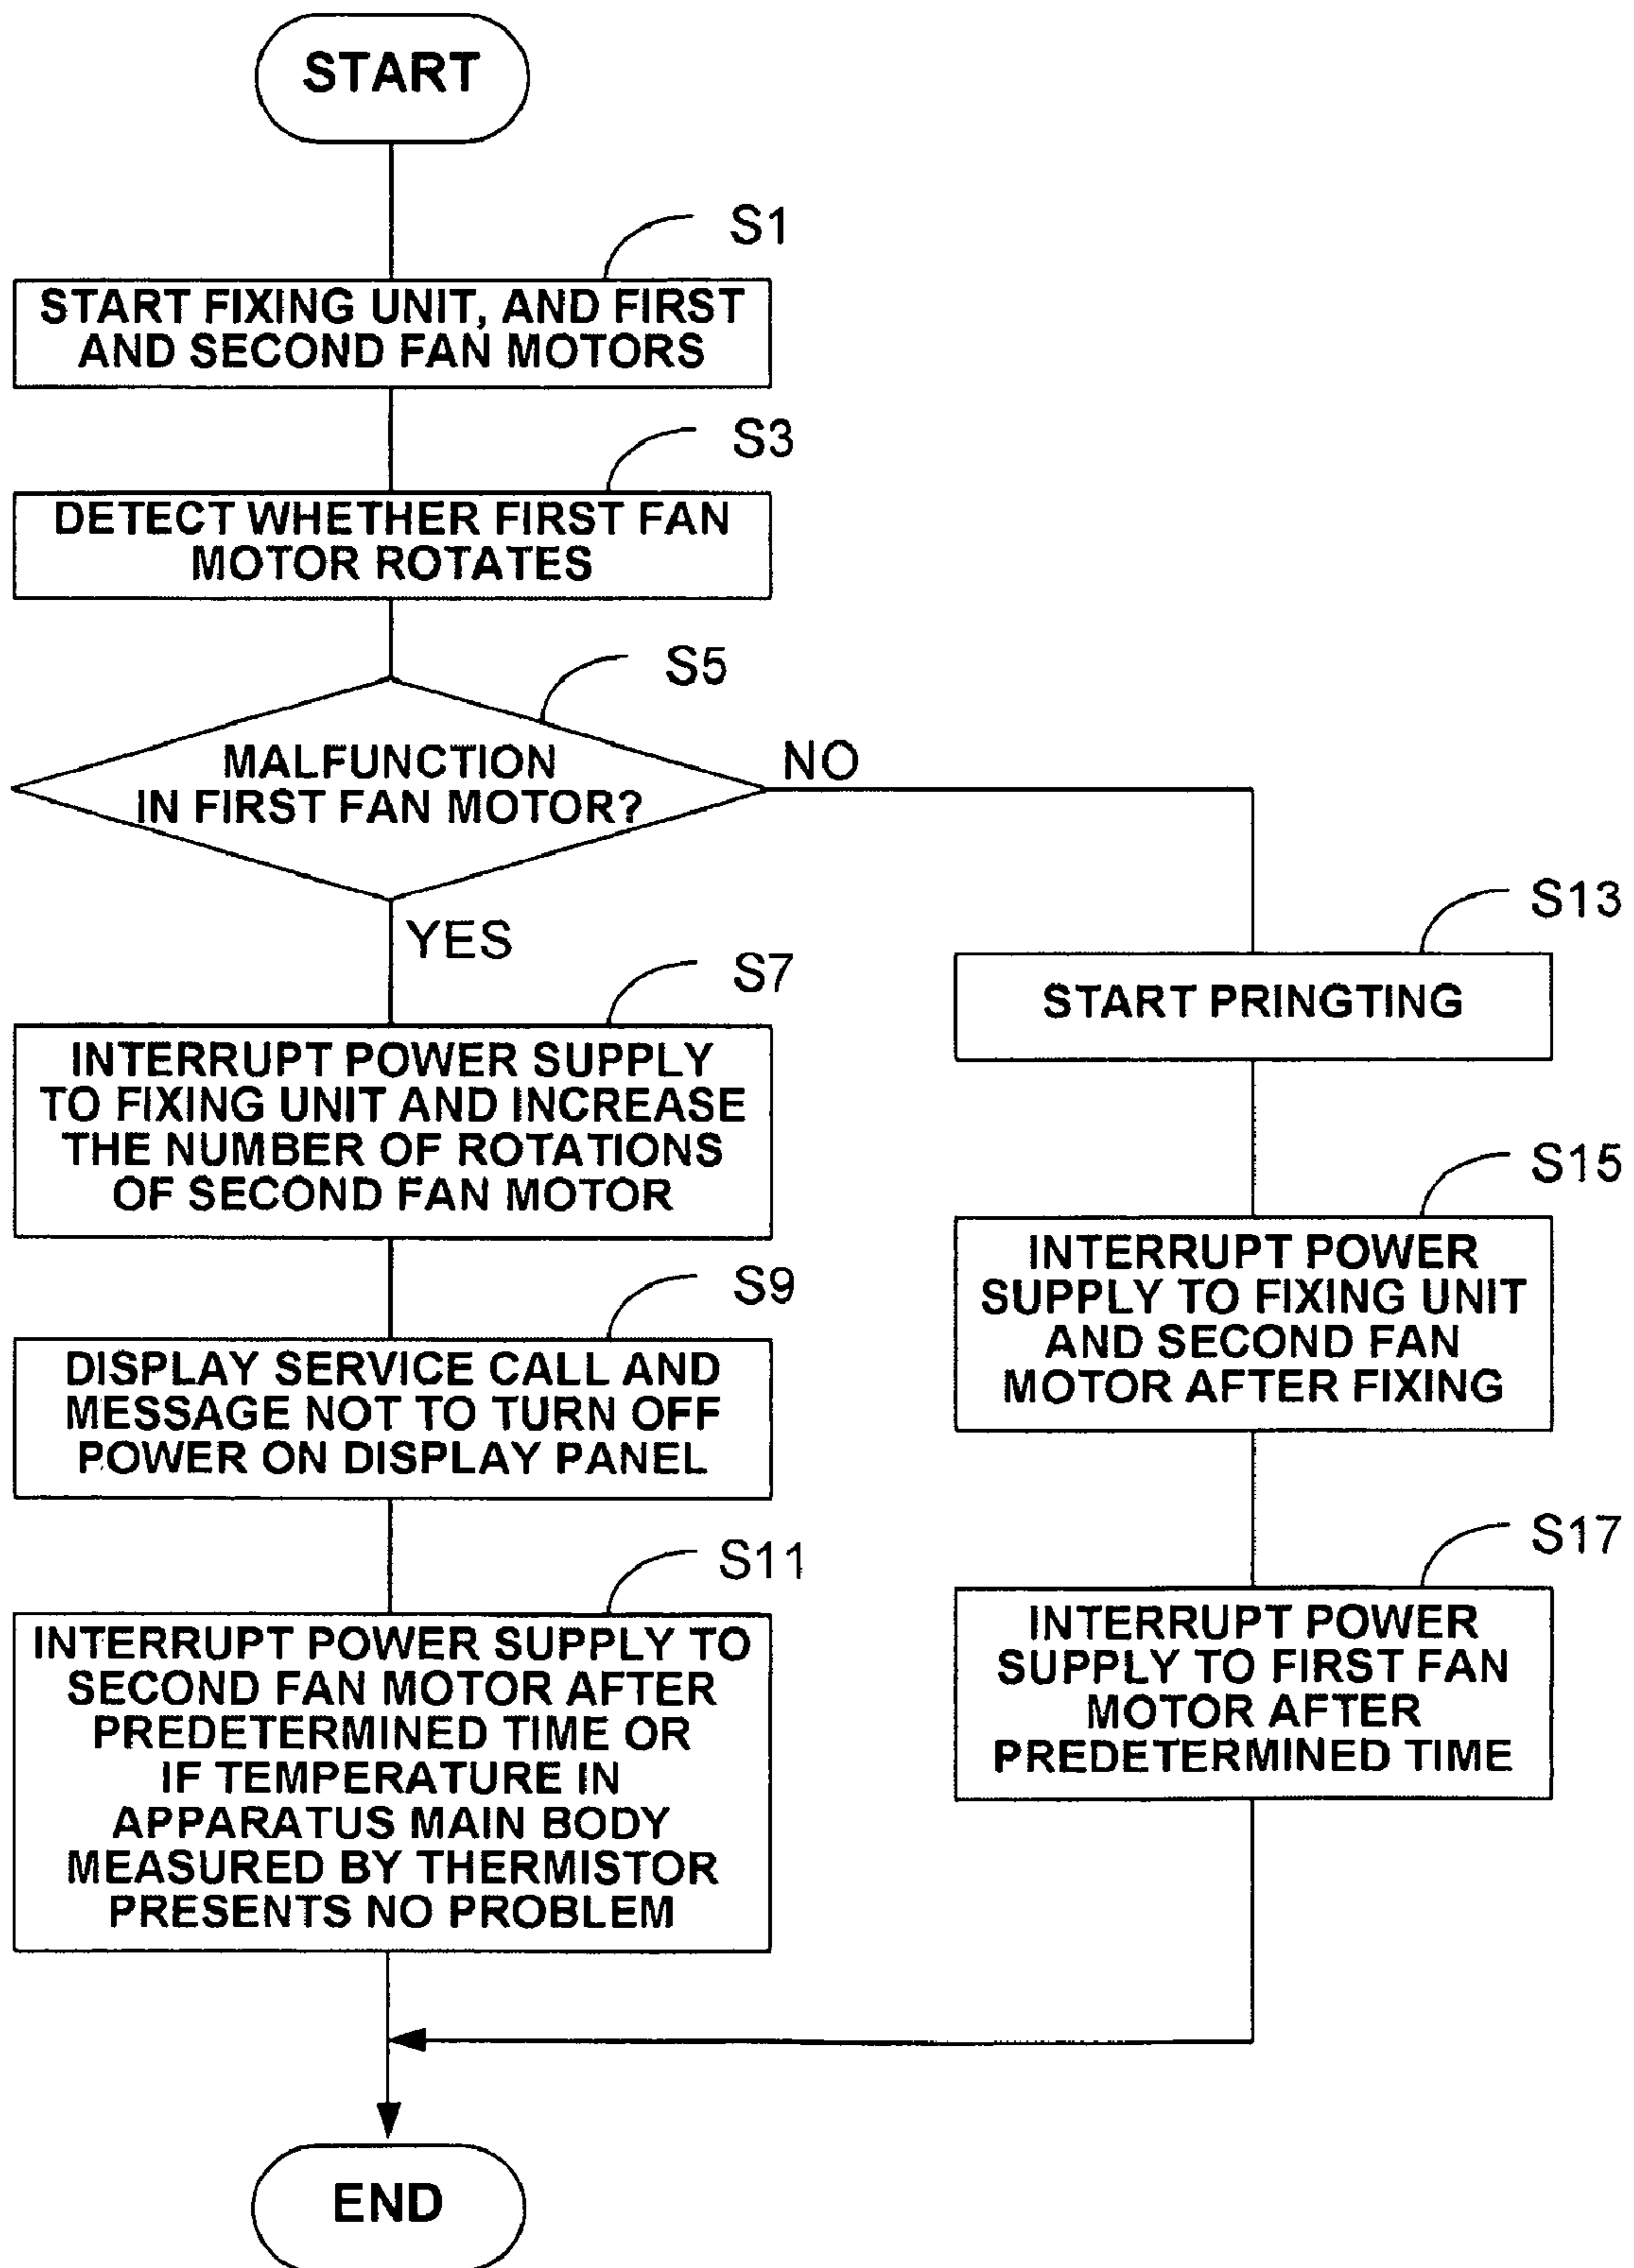 START
S1
START FIXING UNIT, AND FIRST
AND SECOND FAN MOTORS
S3
DETECT WHETHER FIRST FAN
MOTOR ROTATES
S5
MALFUNCTION
IN FIRST FAN MOTOR?
NO
YES
S7
INTERRUPT POWER SUPPLY
TO FIXING UNIT AND INCREASE
THE NUMBER OF ROTATIONS
OF SECOND FAN MOTOR
S9
DISPLAY SERVICE CALL AND
MESSAGE NOT TO TURN OFF
POWER ON DISPLAY PANEL
S11
INTERRUPT POWER SUPPLY TO
SECOND FAN MOTOR AFTER
PREDETERMINED TIME OR
IF TEMPERATURE IN
APPARATUS MAIN BODY
MEASURED BY THERMISTOR
PRESENTS NO PROBLEM
S13
START PRINGTING
S15
INTERRUPT POWER
SUPPLY TO FIXING UNIT
AND SECOND FAN
MOTOR AFTER FIXING
S17
INTERRUPT POWER
SUPPLY TO FIRST FAN
MOTOR AFTER
PREDETERMINED TIME
END